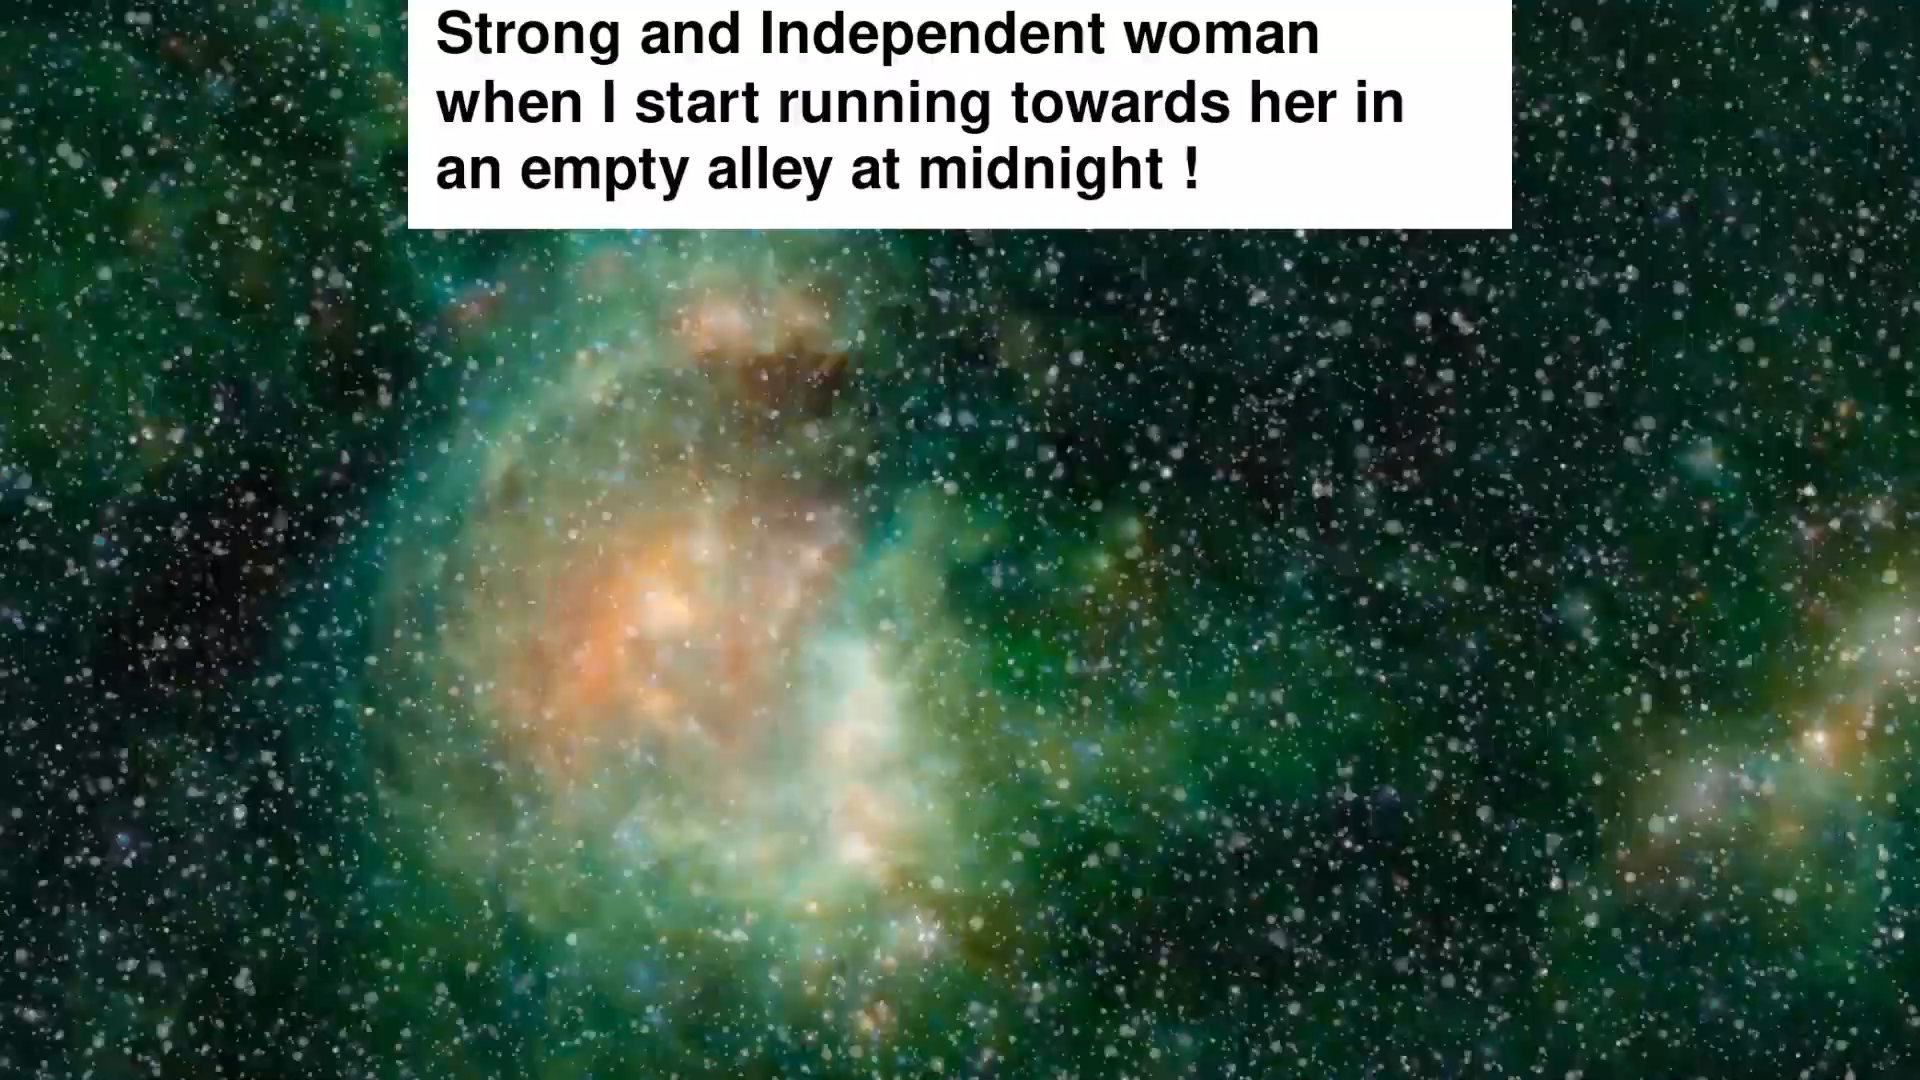 Strong and Independent woman
when I start running towards her in
an empty alley at midnight !